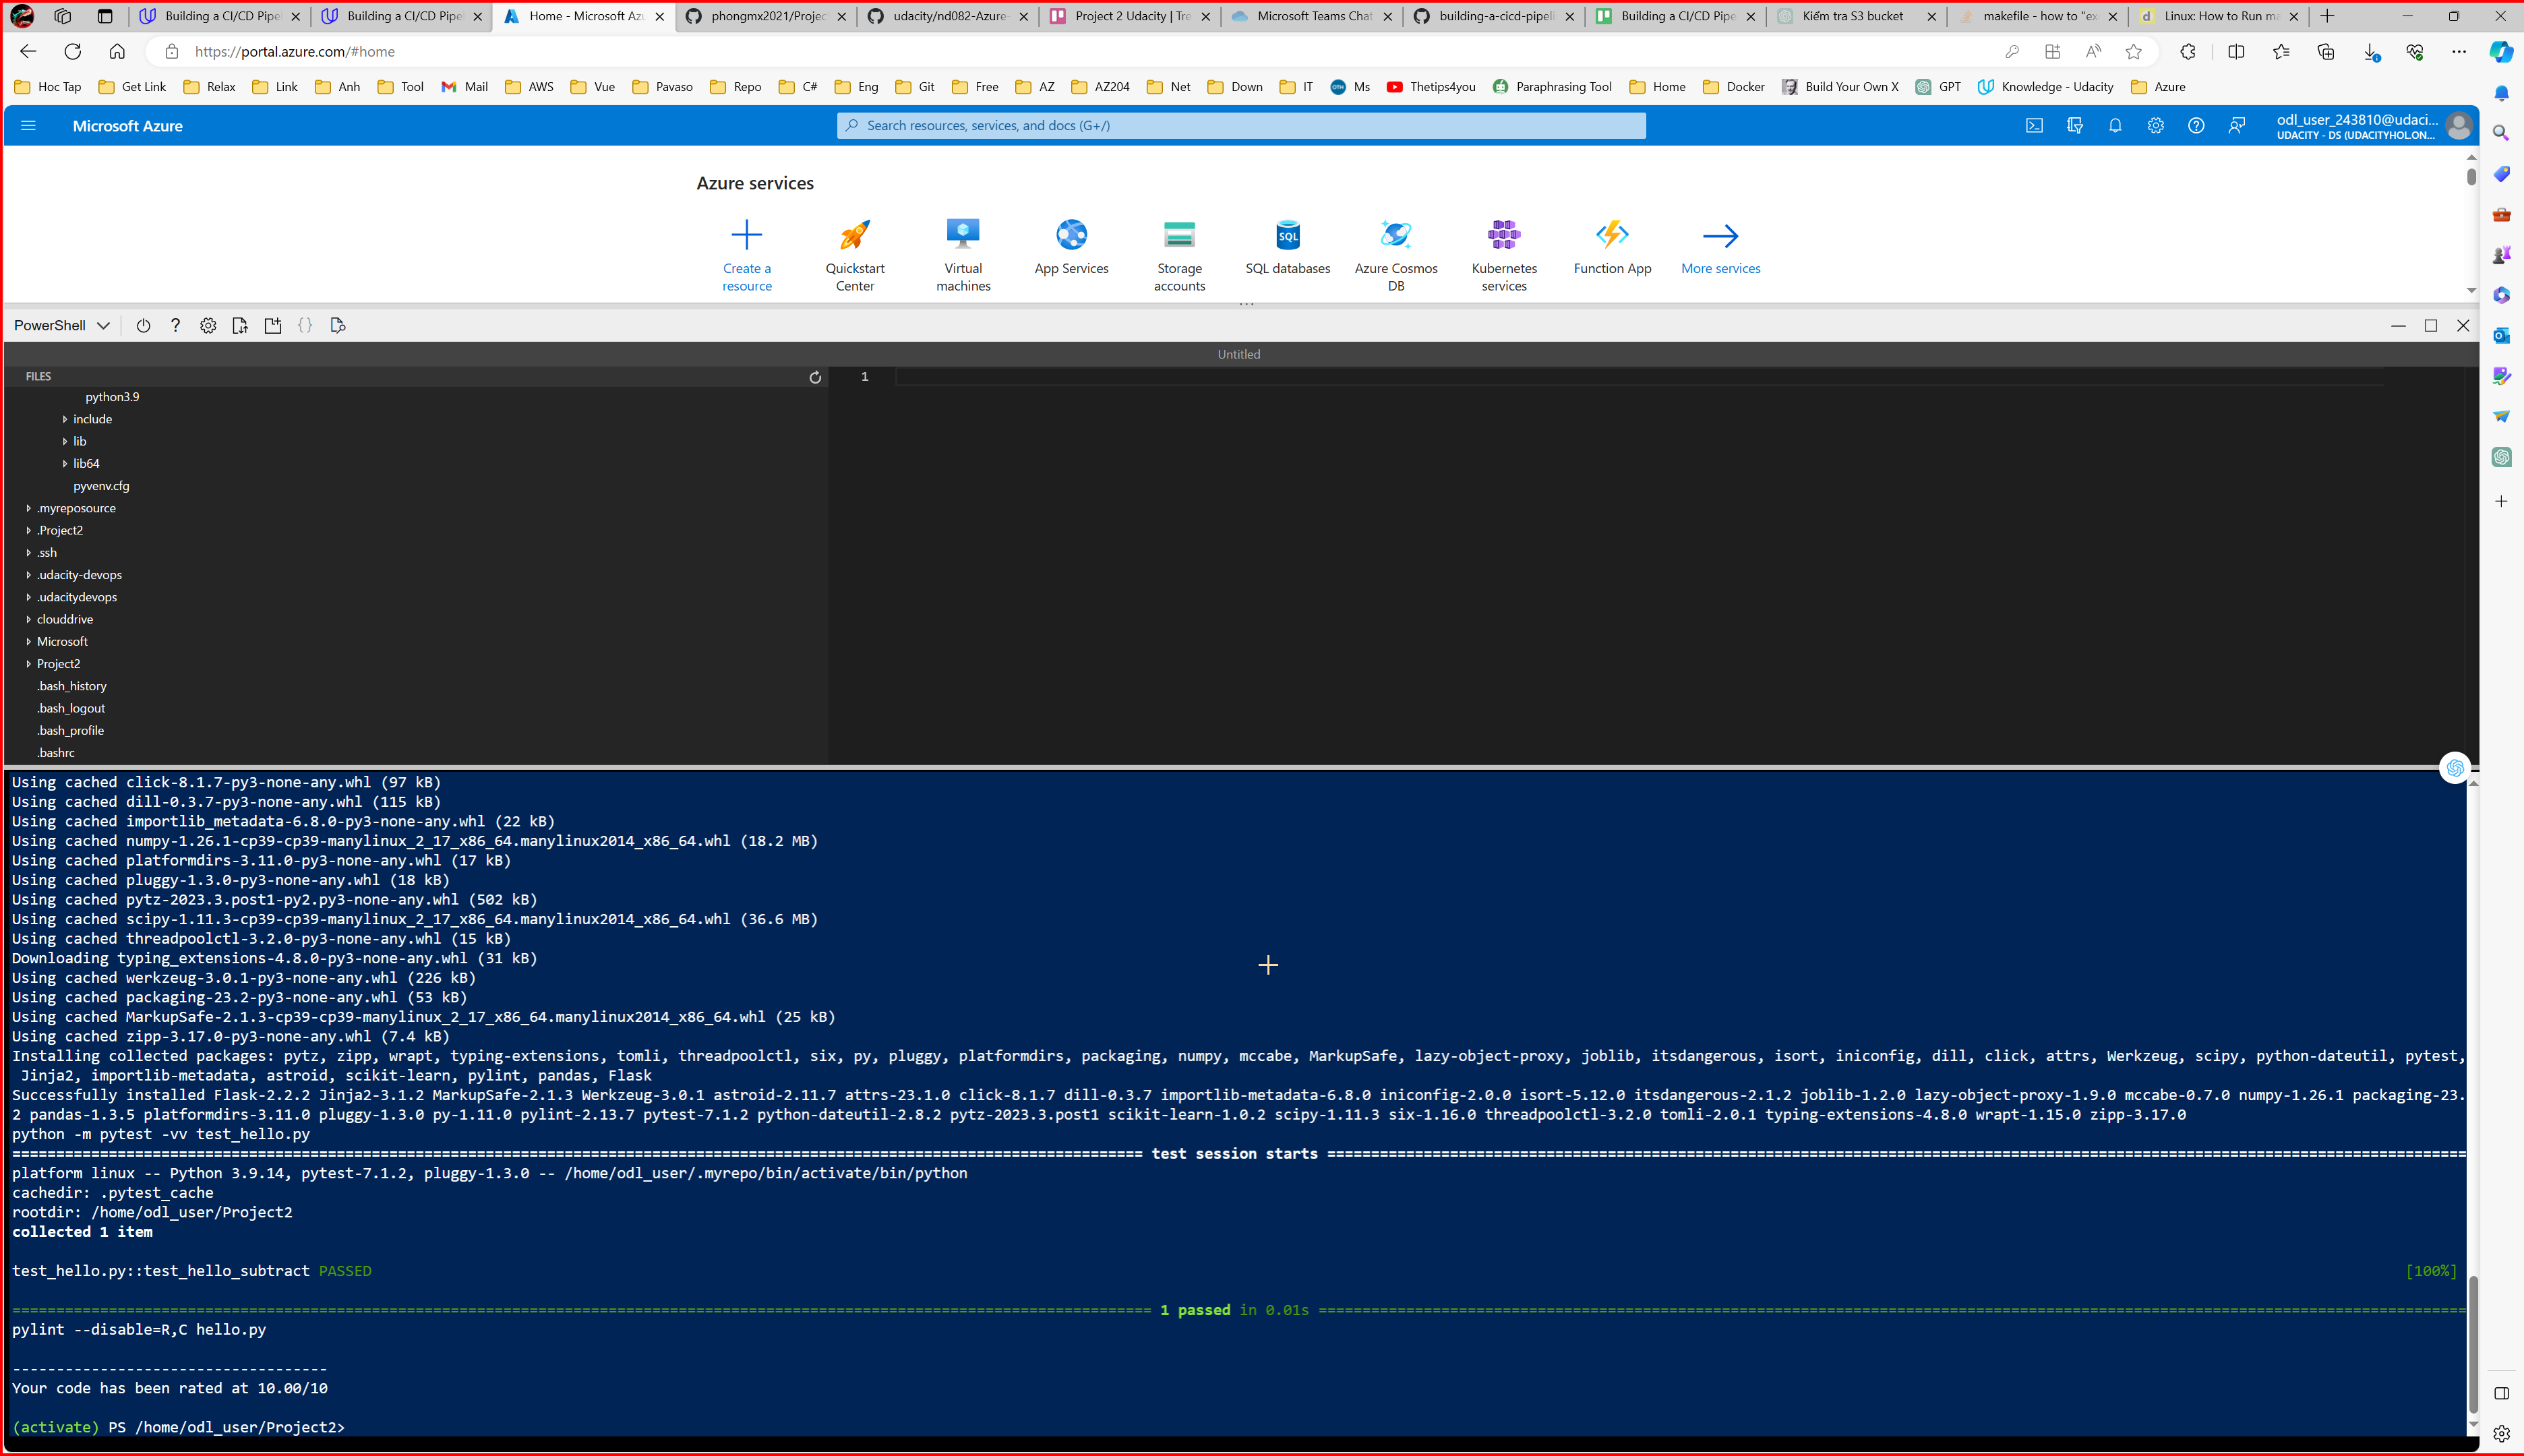 Building a CI/CD Pipel
Building a CI/CD Pipel
Home - Microsoft Azu
phongmx2021/Projec
udacity/nd082-Azure-
Project 2 Udacity | Tre
Microsoft Teams Chat
building-a-cicd-pipeli
Building a CI/CD Pipe
Kiểm tra S3 bucket
makefile - how to "ex
Linux: How to Run ma
https://portal.azure.com/#home
Hoc Tap Get Link Relax Link Anh Tool Mail AWS Vue Pavaso Repo C# Eng Git Free AZ AZ204 Net Down IT Ms Thetips4you Paraphrasing Tool Home Docker Build Your Own X GPT Knowledge - Udacity Azure
Microsoft Azure
Search resources, services, and docs (G+/)
odl_user_243810@udaci...
UDACITY - DS (UDACITYHOL.ON...
Azure services
Create a resource
Quickstart Center
Virtual machines
App Services
Storage accounts
SQL databases
Azure Cosmos DB
Kubernetes services
Function App
More services
PowerShell
Untitled
FILES
1
python3.9
include
lib
lib64
pyvenv.cfg
.myreposource
.Project2
.ssh
.udacity-devops
.udacitydevops
clouddrive
Microsoft
Project2
.bash_history
.bash_logout
.bash_profile
.bashrc
Using cached click-8.1.7-py3-none-any.whl (97 kB)
Using cached dill-0.3.7-py3-none-any.whl (115 kB)
Using cached importlib_metadata-6.8.0-py3-none-any.whl (22 kB)
Using cached numpy-1.26.1-cp39-cp39-manylinux_2_17_x86_64.manylinux2014_x86_64.whl (18.2 MB)
Using cached platformdirs-3.11.0-py3-none-any.whl (17 kB)
Using cached pluggy-1.3.0-py3-none-any.whl (18 kB)
Using cached pytz-2023.3.post1-py2.py3-none-any.whl (502 kB)
Using cached scipy-1.11.3-cp39-cp39-manylinux_2_17_x86_64.manylinux2014_x86_64.whl (36.6 MB)
Using cached threadpoolctl-3.2.0-py3-none-any.whl (15 kB)
Downloading typing_extensions-4.8.0-py3-none-any.whl (31 kB)
Using cached werkzeug-3.0.1-py3-none-any.whl (226 kB)
Using cached packaging-23.2-py3-none-any.whl (53 kB)
Using cached MarkupSafe-2.1.3-cp39-cp39-manylinux_2_17_x86_64.manylinux2014_x86_64.whl (25 kB)
Using cached zipp-3.17.0-py3-none-any.whl (7.4 kB)
Installing collected packages: pytz, zipp, wrapt, typing-extensions, tomli, threadpoolctl, six, py, pluggy, platformdirs, packaging, numpy, mccabe, MarkupSafe, lazy-object-proxy, joblib, itsdangerous, isort, iniconfig, dill, click, attrs, Werkzeug, scipy, python-dateutil, pytest,
Jinja2, importlib-metadata, astroid, scikit-learn, pylint, pandas, Flask
Successfully installed Flask-2.2.2 Jinja2-3.1.2 MarkupSafe-2.1.3 Werkzeug-3.0.1 astroid-2.11.7 attrs-23.1.0 click-8.1.7 dill-0.3.7 importlib-metadata-6.8.0 iniconfig-2.0.0 isort-5.12.0 itsdangerous-2.1.2 joblib-1.2.0 lazy-object-proxy-1.9.0 mccabe-0.7.0 numpy-1.26.1 packaging-23.
2 pandas-1.3.5 platformdirs-3.11.0 pluggy-1.3.0 py-1.11.0 pylint-2.13.7 pytest-7.1.2 python-dateutil-2.8.2 pytz-2023.3.post1 scikit-learn-1.0.2 scipy-1.11.3 six-1.16.0 threadpoolctl-3.2.0 tomli-2.0.1 typing-extensions-4.8.0 wrapt-1.15.0 zipp-3.17.0
python -m pytest -vv test_hello.py
test session starts
platform linux -- Python 3.9.14, pytest-7.1.2, pluggy-1.3.0 -- /home/odl_user/.myrepo/bin/activate/bin/python
cachedir: .pytest_cache
rootdir: /home/odl_user/Project2
collected 1 item
test_hello.py::test_hello_subtract PASSED [100%]
1 passed in 0.01s
pylint --disable=R,C hello.py
------------------------------------
Your code has been rated at 10.00/10
(activate) PS /home/odl_user/Project2>